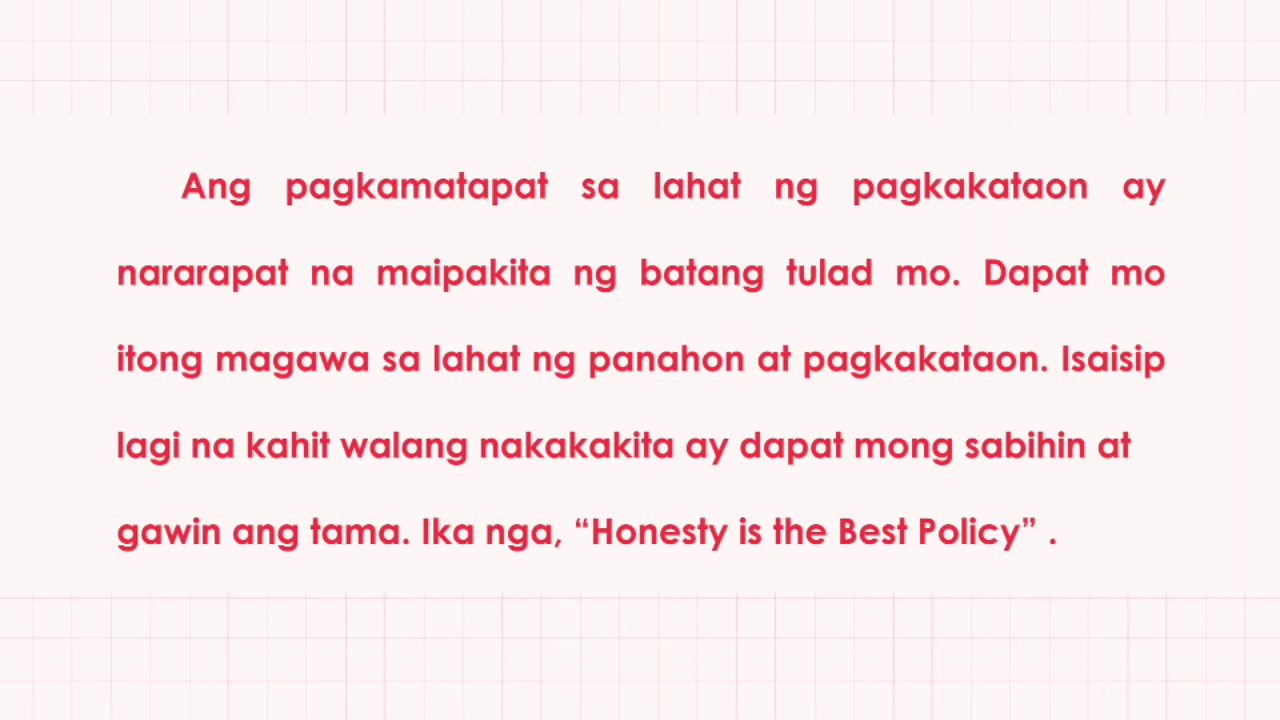 Ang pagkamatapat sa lahat ng pagkakataon ay
nararapat na maipakita ng batang tulad mo. Dapat mo
itong magawa sa lahat ng panahon at pagkakataon. Isaisip
lagi na kahit walang nakakakita ay dapat mong sabihin at
gawin ang tama. Ika nga, “Honesty is the Best Policy” .